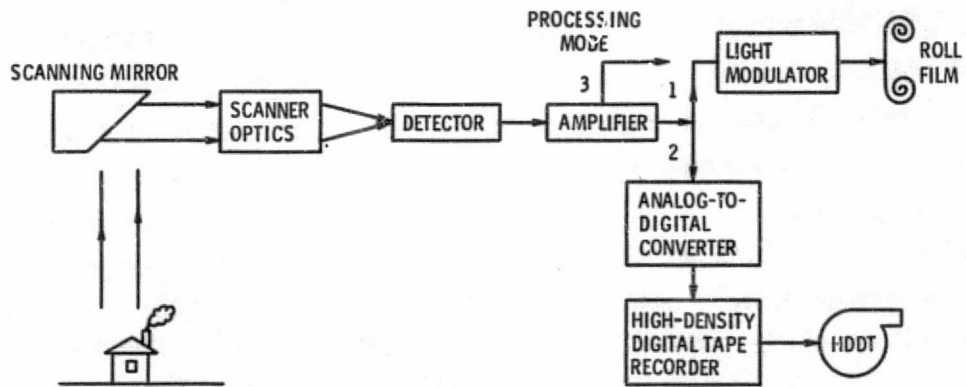 PROCESSING
MODE
SCANNING MIRROR
SCANNER
OPTICS
DETECTOR
AMPLIFIER
3
1
2
LIGHT
MODULATOR
ROLL
FILM
ANALOG-TO-
DIGITAL
CONVERTER
HIGH-DENSITY
DIGITAL TAPE
RECORDER
HDDT